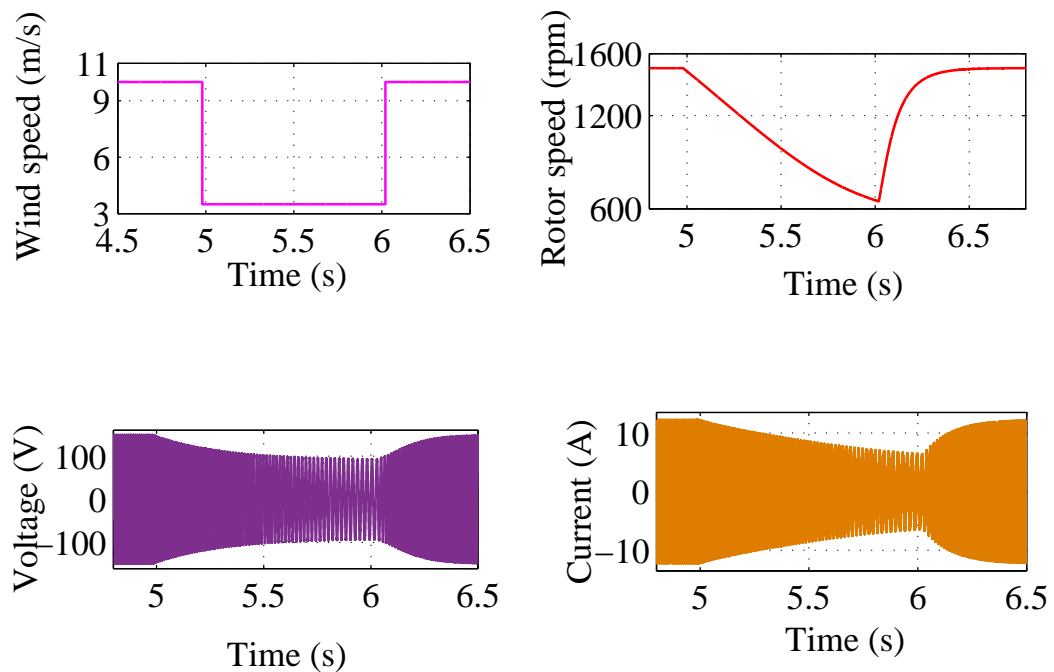 Wind speed (m/s)
11
9
6
3
4.5 5 5.5 6 6.5
Time (s)
Rotor speed (rpm)
1600
1200
600
5 5.5 6 6.5
Time (s)
Voltage (V)
100
0
−100
5 5.5 6 6.5
Time (s)
Current (A)
10
0
−10
5 5.5 6 6.5
Time (s)